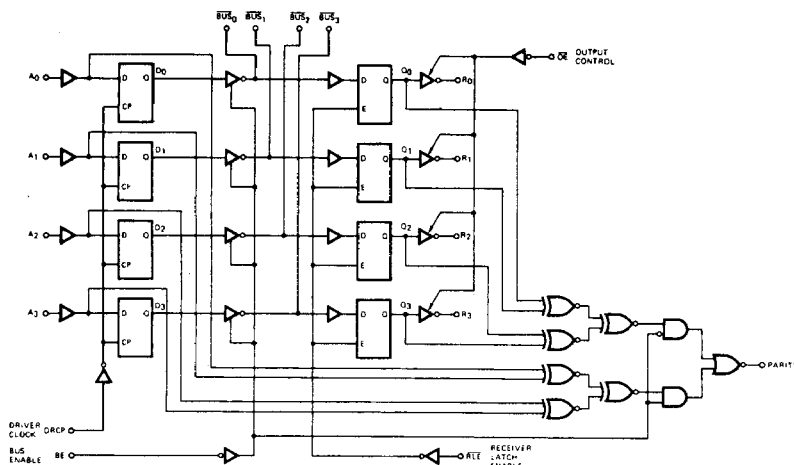 BUS0 BUS1 BUS2 BUS3
A0 D Q D0 D Q Q0 R0 OE OUTPUT CONTROL
CP E
A1 D Q D1 D Q Q1 R1
CP E
A2 D Q D2 D Q Q2 R2
CP E
A3 D Q D3 D Q Q3 R3
CP E
PARIT
DRIVER
CLOCK DRCP
BUS
ENABLE BE
RLE RECEIVER
LATCH